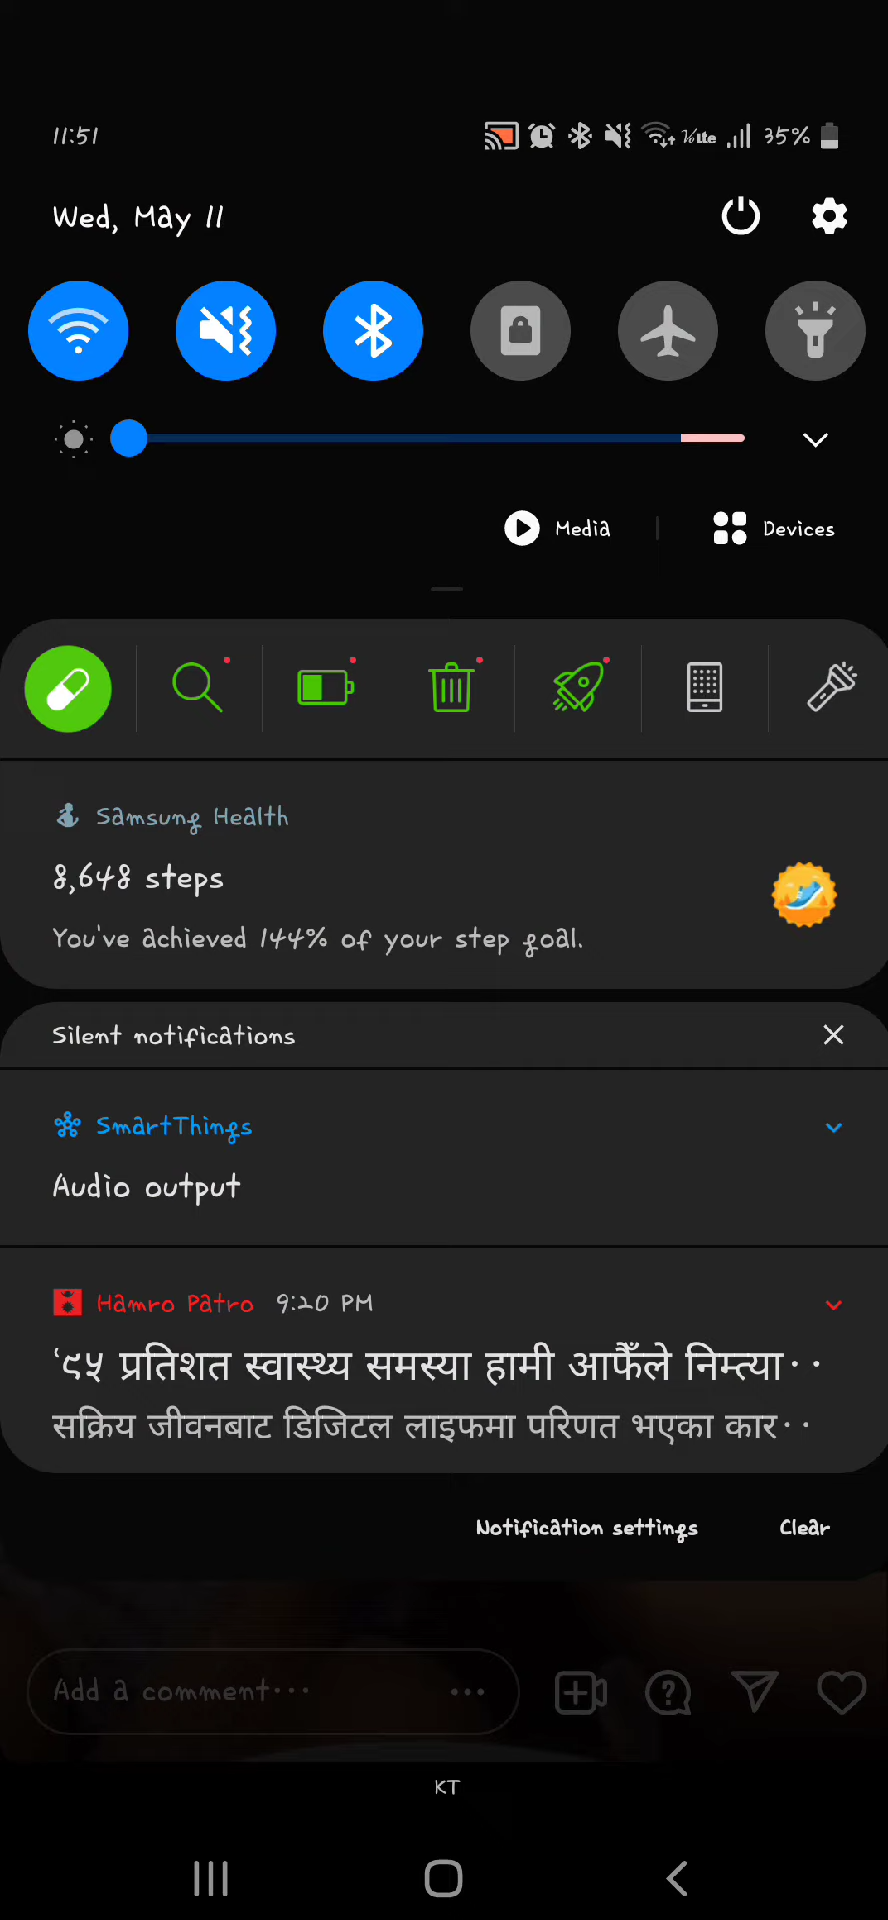 11:51
35%
Wed, May 11
Media
Devices
Samsung Health
8,648 steps
You've achieved 144% of your step goal.
Silent notifications
SmartThings
Audio output
Hamro Patro 9:20 PM
‘९५ प्रतिशत स्वास्थ्य समस्या हामी आफैँले निम्त्या··
सक्रिय जीवनबाट डिजिटल लाइफमा परिणत भएका कार··
Notification settings
Clear
Add a comment···
KT